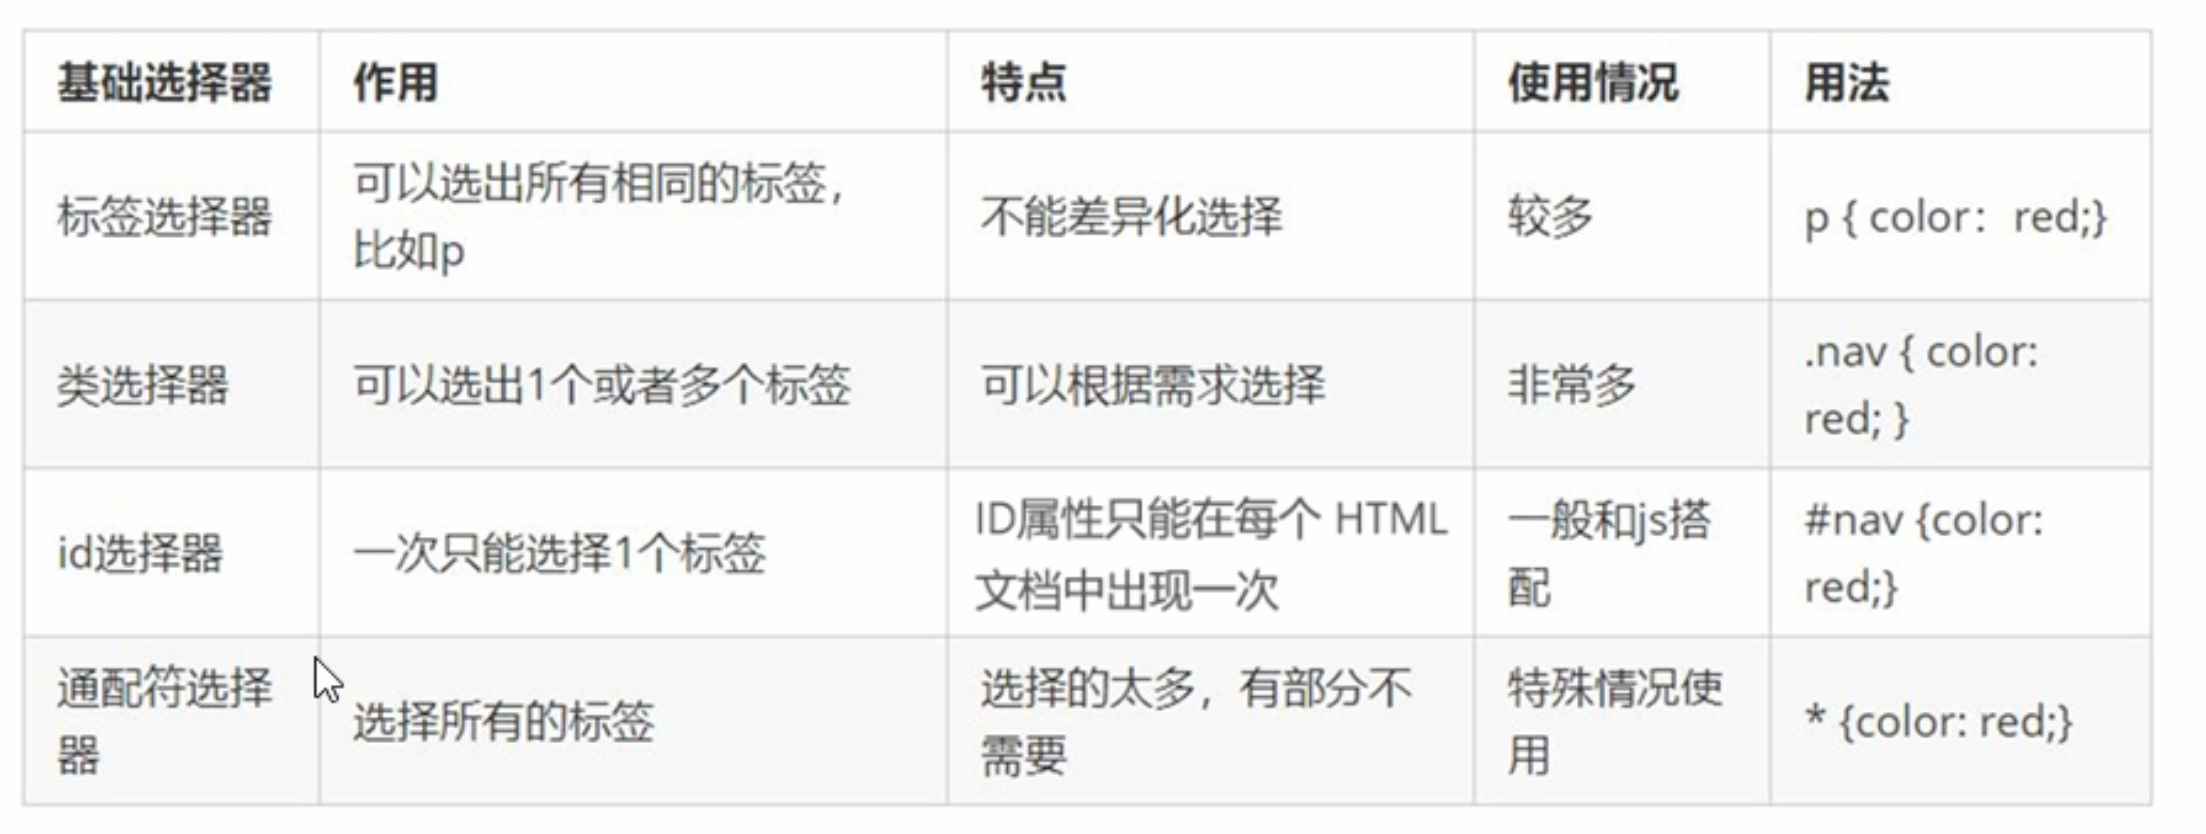 基础选择器 作用 特点 使用情况 用法
标签选择器 可以选出所有相同的标签，
比如p 不能差异化选择 较多 p { color：red;}
类选择器 可以选出1个或者多个标签 可以根据需求选择 非常多 .nav { color:
red; }
id选择器 一次只能选择1个标签 ID属性只能在每个 HTML
文档中出现一次 一般和js搭
配 #nav {color:
red;}
通配符选择
器 选择所有的标签 选择的太多，有部分不
需要 特殊情况使
用 * {color: red;}